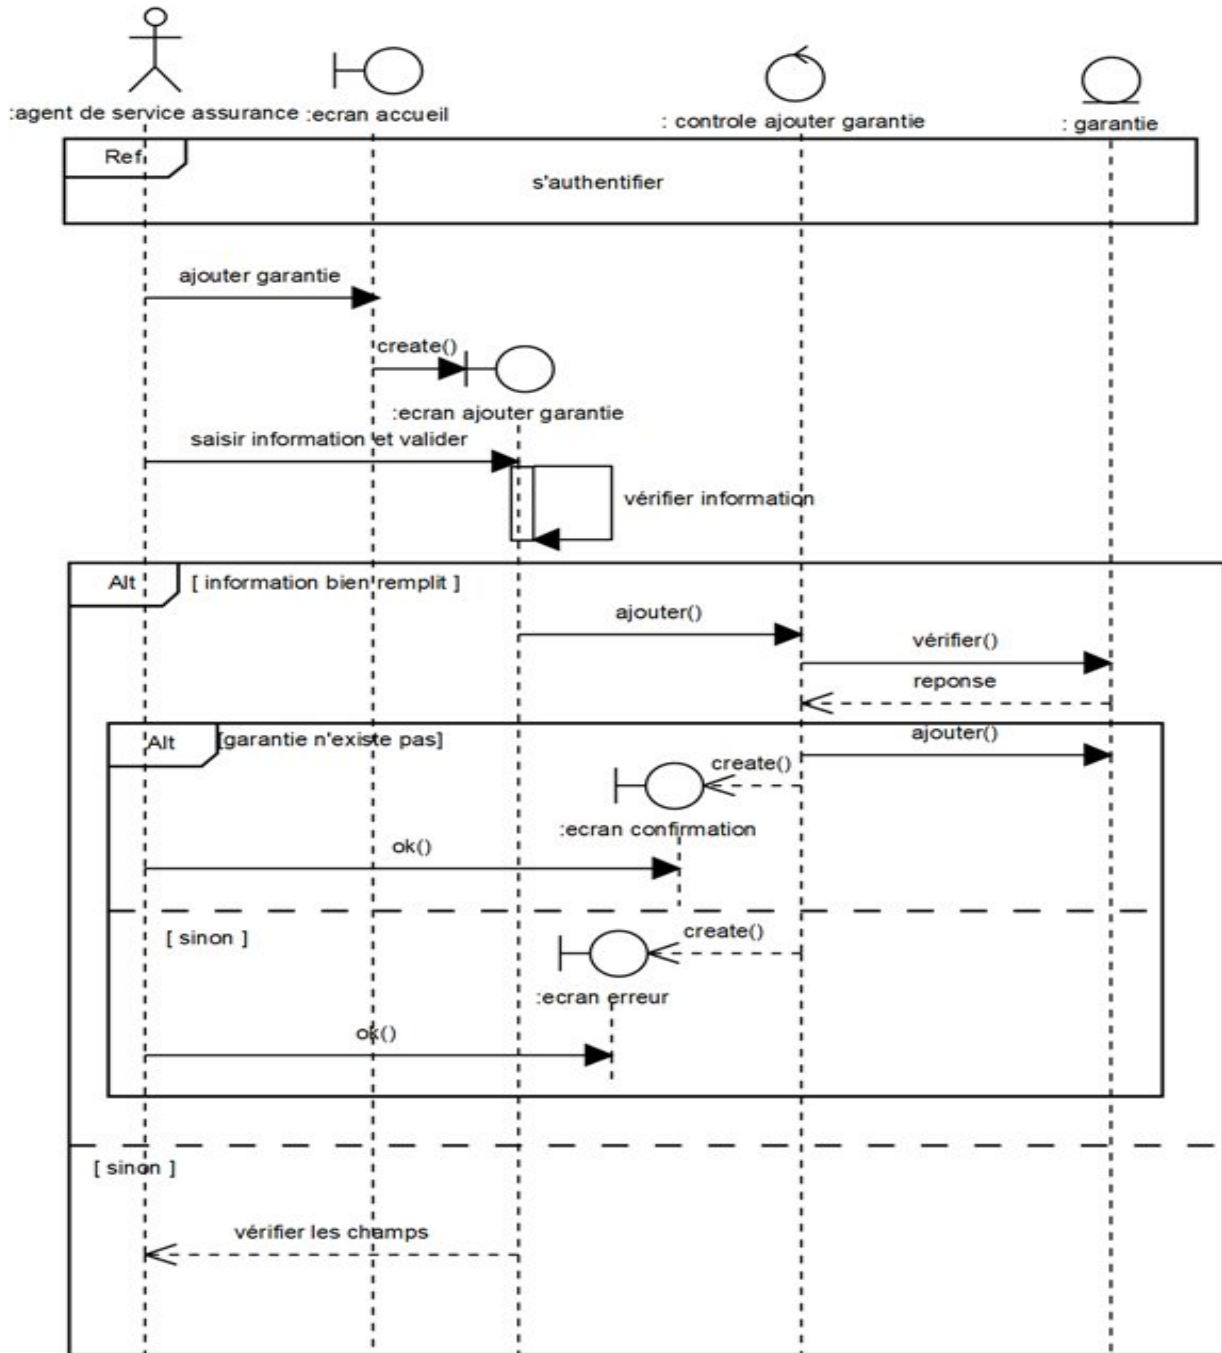 :agent de service assurance
:ecran accueil
: controle ajouter garantie
: garantie
Ref
s'authentifier
ajouter garantie
create()
:ecran ajouter garantie
saisir information et valider
vérifier information
Alt
[ information bien remplit ]
ajouter()
vérifier()
reponse
Alt
[garantie n'existe pas]
ajouter()
create()
:ecran confirmation
ok()
[ sinon ]
create()
:ecran erreur
ok()
[ sinon ]
vérifier les champs